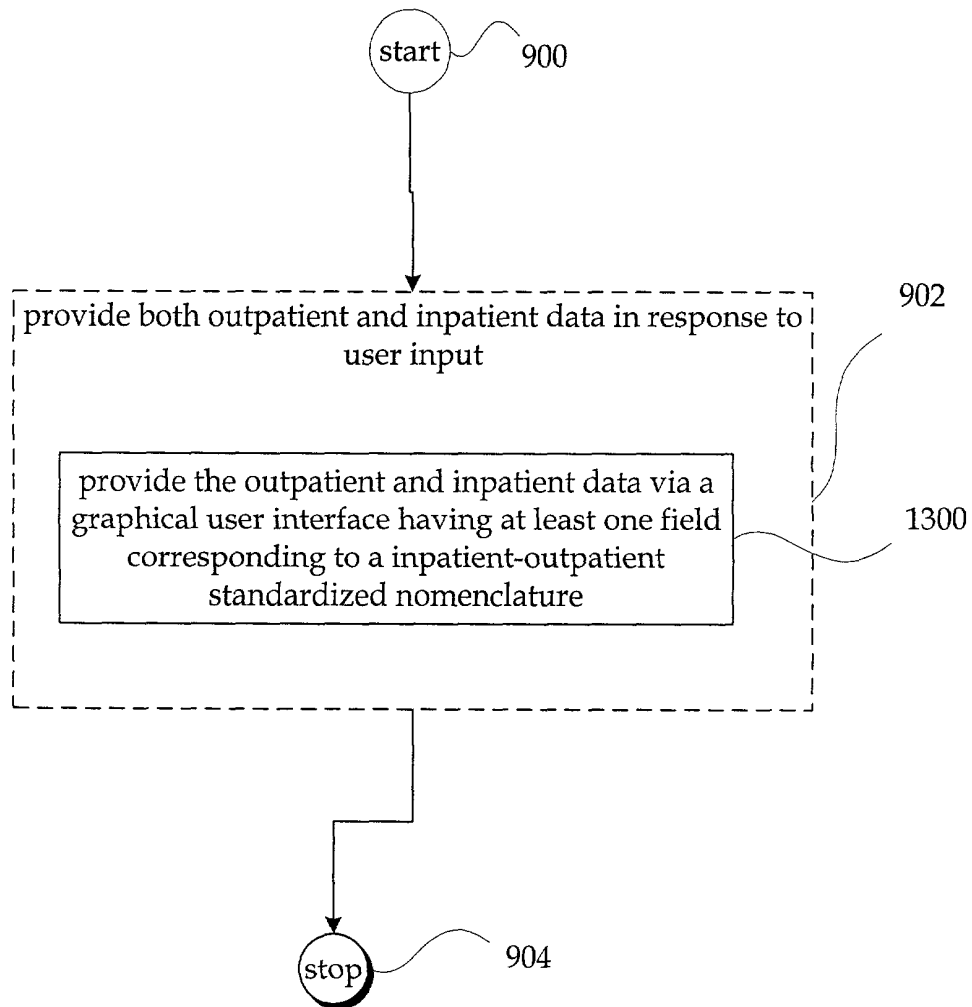 start
900
902
provide both outpatient and inpatient data in response to
user input
provide the outpatient and inpatient data via a
graphical user interface having at least one field
corresponding to a inpatient-outpatient
standardized nomenclature
1300
stop
904